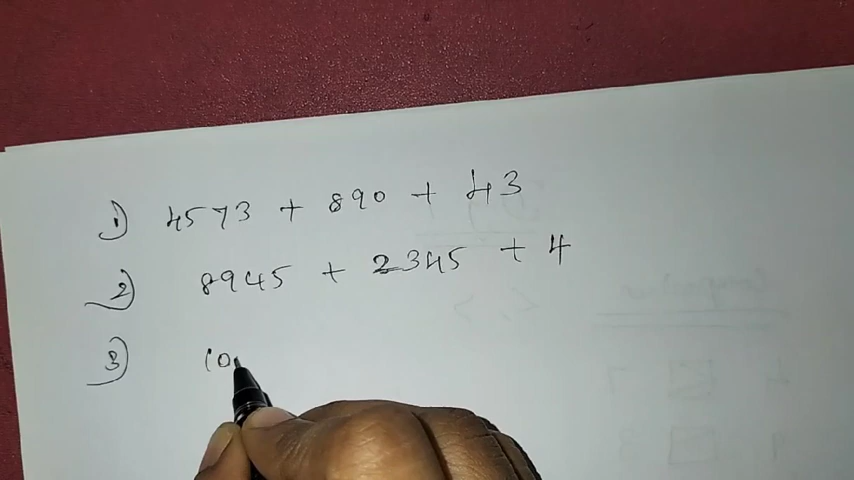 1) 4573 + 890 + 43
2) 8945 + 2345 + 4
3) 10